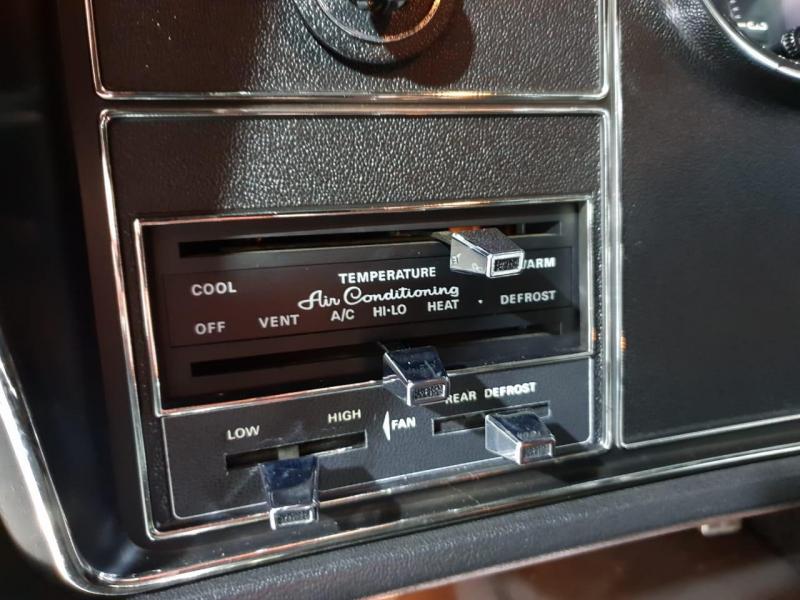 COOL TEMPERATURE WARM
Air Conditioning
OFF VENT A/C HI-LO HEAT · DEFROST
LOW HIGH FAN REAR DEFROST